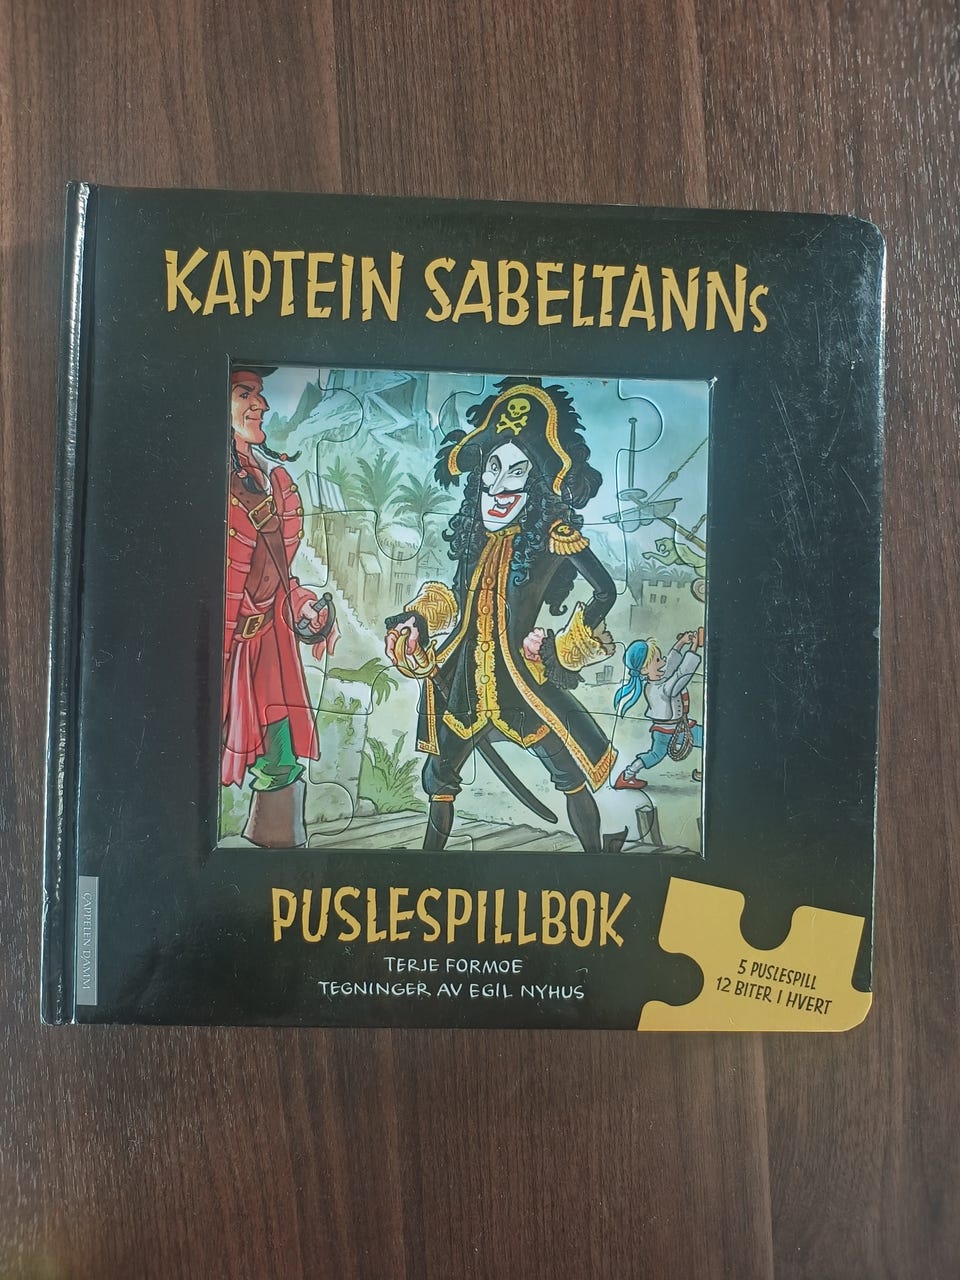 KAPTEIN SABELTANNs
PUSLESPILLBOK
TERJE FORMOE
TEGNINGER AV EGIL NYHUS
5 PUSLESPILL
12 BITER I HVERT
CAPPELEN DAMM